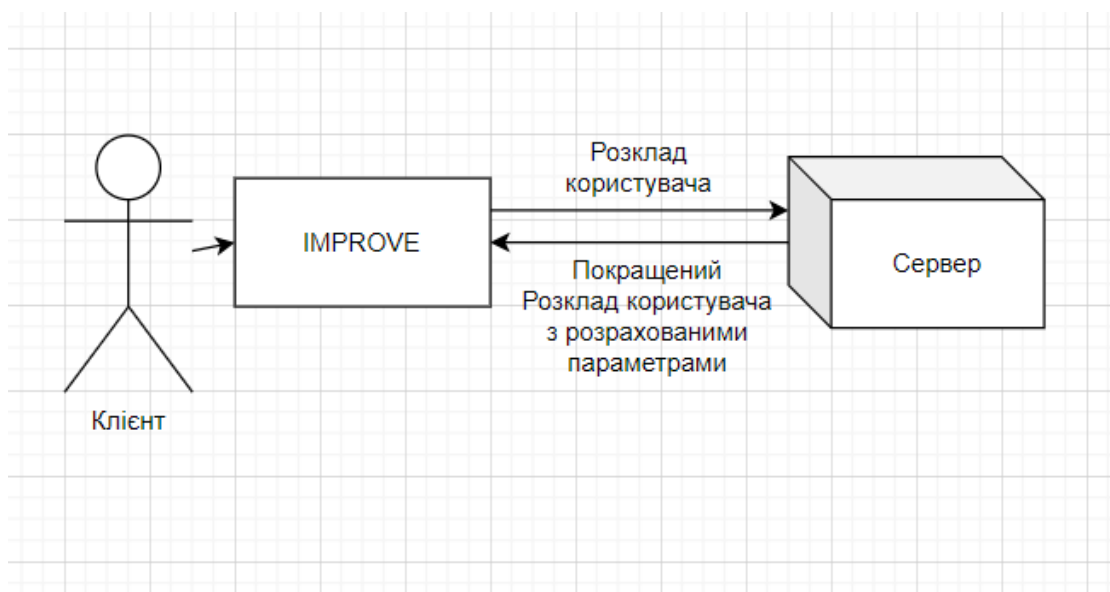 Розклад
користувача
IMPROVE
Сервер
Покращений
Розклад користувача
з розрахованими
параметрами
Клієнт